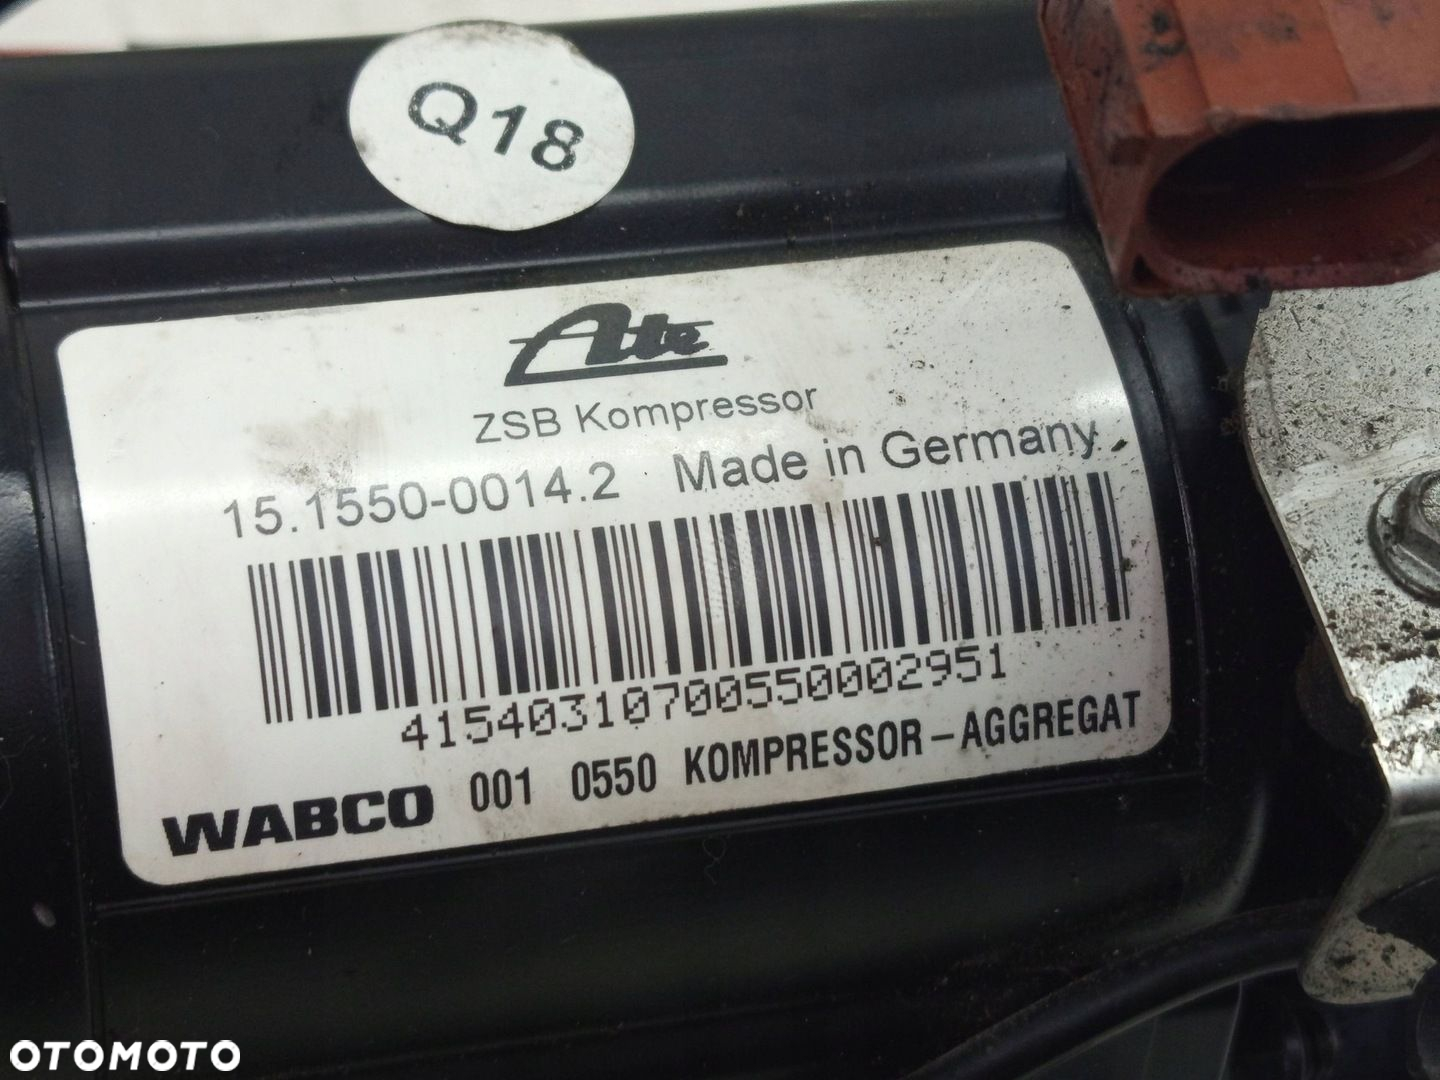 Q18
Ate
ZSB Kompressor
15.1550-0014.2 Made in Germany
415403107005500002951
WABCO 001 0550 KOMPRESSOR-AGGREGAT
OTOMOTO